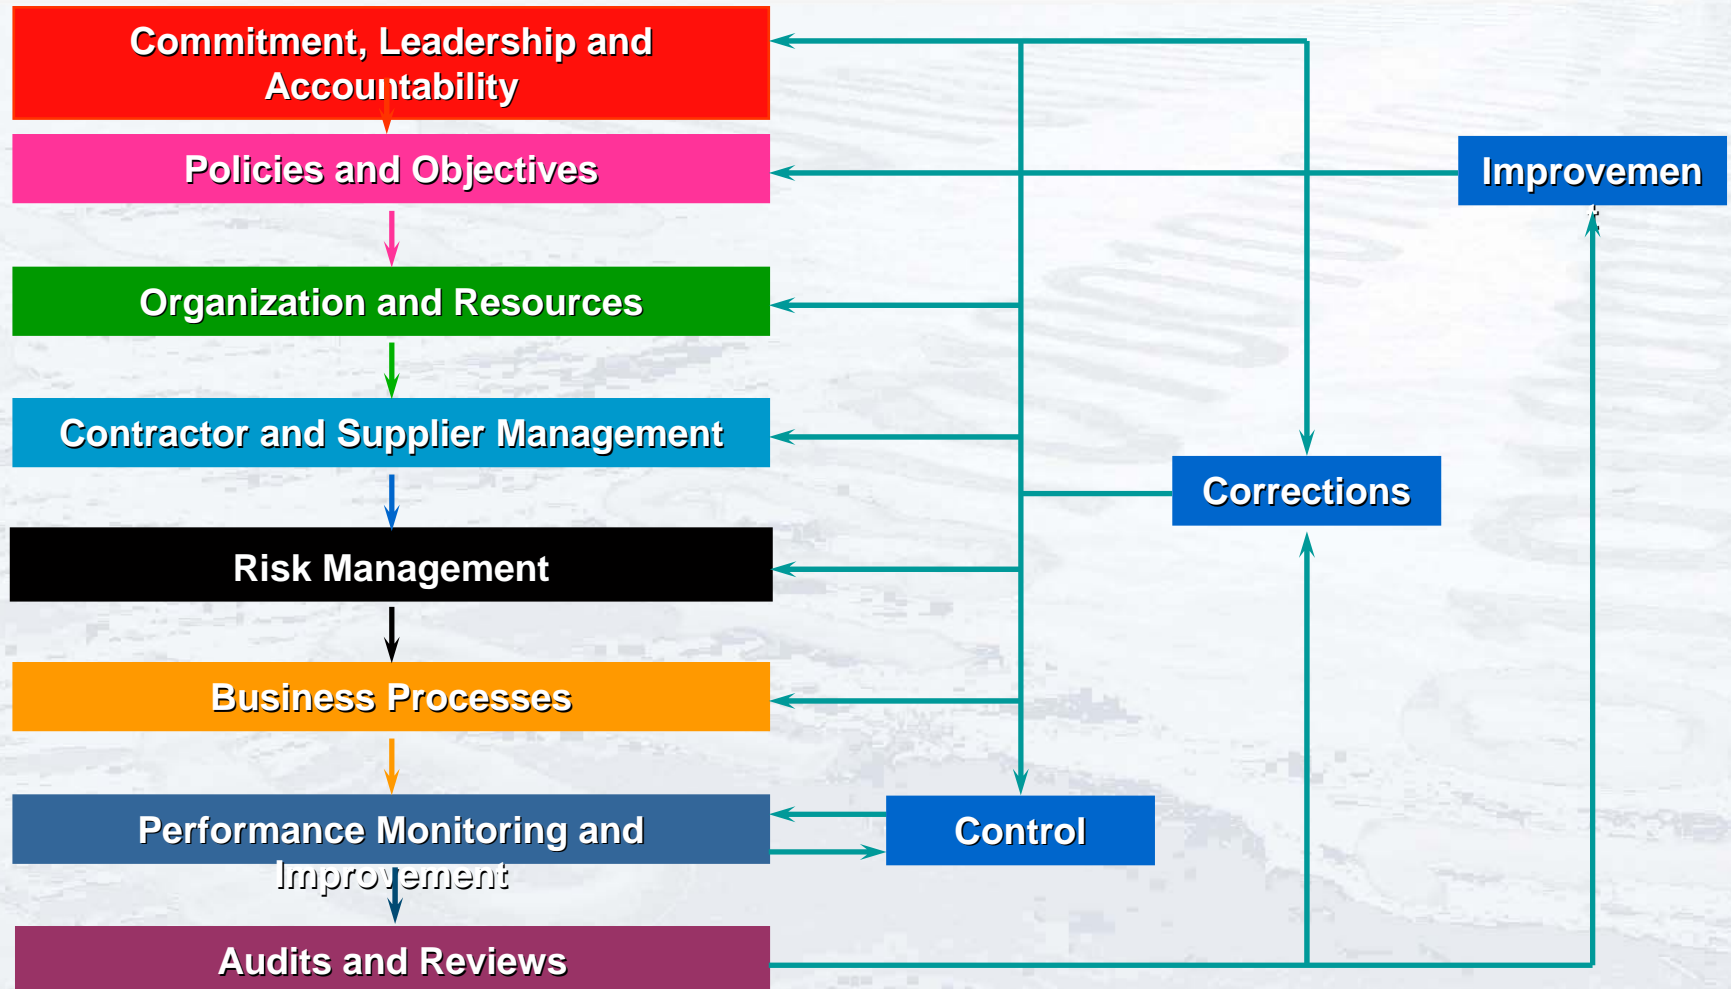 Commitment, Leadership and
Accountability
Policies and Objectives
Improvemen
t
Organization and Resources
Contractor and Supplier Management
Corrections
Risk Management
Business Processes
Performance Monitoring and
Improvement
Control
Audits and Reviews